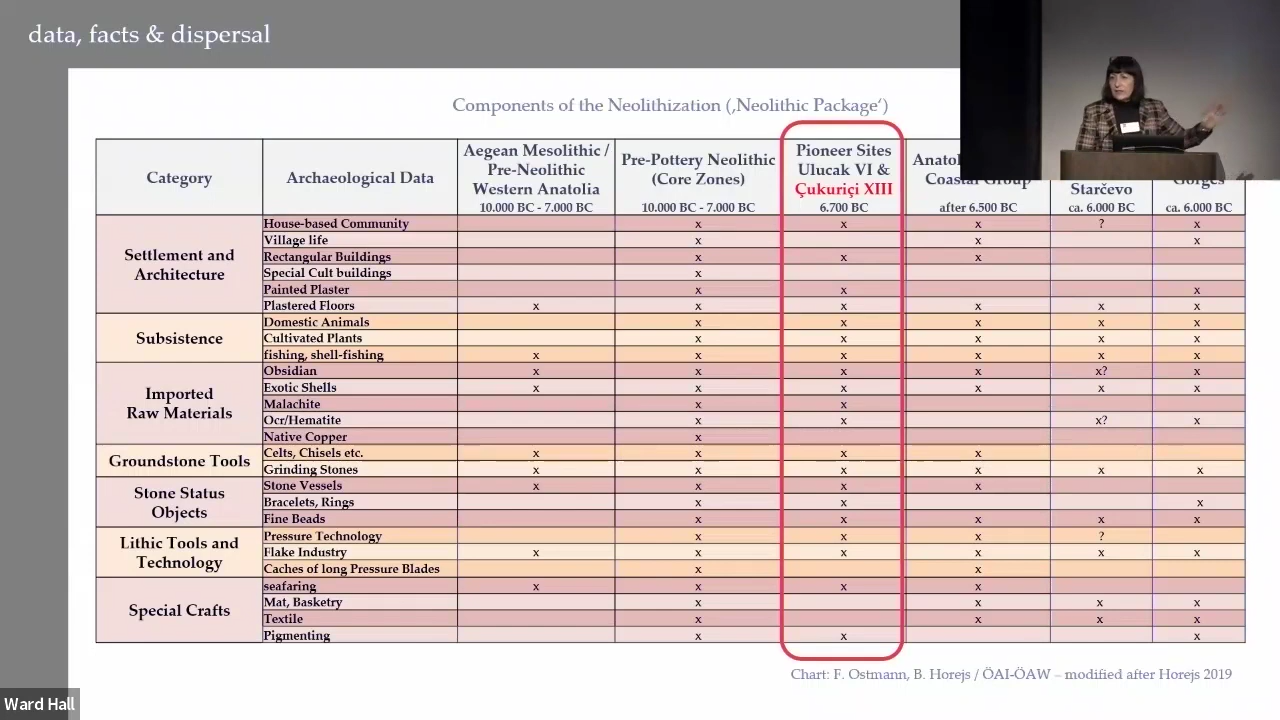 data, facts & dispersal
Components of the Neolithization (‚Neolithic Package‘)
Category
Archaeological Data
Aegean Mesolithic /
Pre-Neolithic
Western Anatolia
10.000 BC - 7.000 BC
Pre-Pottery Neolithic
(Core Zones)
10.000 BC - 7.000 BC
Pioneer Sites
Ulucak VI &
Çukuriçi XIII
6.700 BC
Coastal Group
after 6.500 BC
Starčevo
ca. 6.000 BC
Gorges
ca. 6.000 BC
Settlement and
Architecture
House-based Community x x x ? x
Village life x x x
Rectangular Buildings x x x
Special Cult buildings x
Painted Plaster x x x
Plastered Floors x x x x x x
Subsistence
Domestic Animals x x x x x
Cultivated Plants x x x x x
fishing, shell-fishing x x x x x x
Imported
Raw Materials
Obsidian x x x x x? x
Exotic Shells x x x x x x
Malachite x x
Ocr/Hematite x x x? x
Native Copper x
Groundstone Tools
Celts, Chisels etc. x x x x
Grinding Stones x x x x x x
Stone Status
Objects
Stone Vessels x x x x
Bracelets, Rings x x x
Fine Beads x x x x x
Lithic Tools and
Technology
Pressure Technology x x x ?
Flake Industry x x x x x x
Caches of long Pressure Blades x x
Special Crafts
seafaring x x x x
Mat, Basketry x x x x
Textile x x x x
Pigmenting x x x
Chart: F. Ostmann, B. Horejs / ÖAI-ÖAW – modified after Horejs 2019
Ward Hall